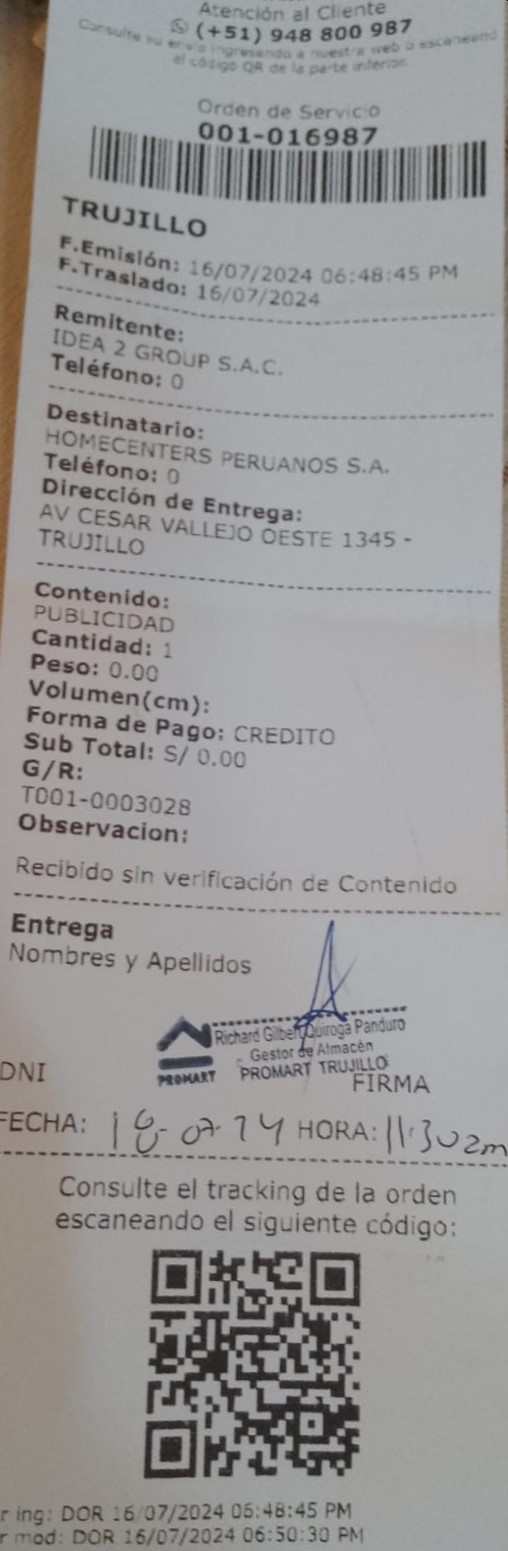 Atención al Cliente
(+51) 948 800 987
Consulte su envío ingresando a nuestra web o escaneand
el código QR de la parte inferior.
Orden de Servicio
001-016987
TRUJILLO
F.Emisión: 16/07/2024 06:48:45 PM
F.Traslado: 16/07/2024
Remitente:
IDEA 2 GROUP S.A.C.
Teléfono: 0
Destinatario:
HOMECENTERS PERUANOS S.A.
Teléfono: 0
Dirección de Entrega:
AV CESAR VALLEJO OESTE 1345 -
TRUJILLO
Contenido:
PUBLICIDAD
Cantidad: 1
Peso: 0.00
Volumen(cm):
Forma de Pago: CREDITO
Sub Total: S/ 0.00
G/R:
T001-0003028
Observacion:
Recibido sin verificación de Contenido
Entrega
Nombres y Apellidos
Richard Gilbert Quiroga Panduro
Gestor de Almacén
PROMART PROMART TRUJILLO
DNI
FIRMA
FECHA: 18-07-24 HORA: 11:30am
Consulte el tracking de la orden
escaneando el siguiente código:
r ing: DOR 16/07/2024 06:48:45 PM
r mod: DOR 16/07/2024 06:50:30 PM